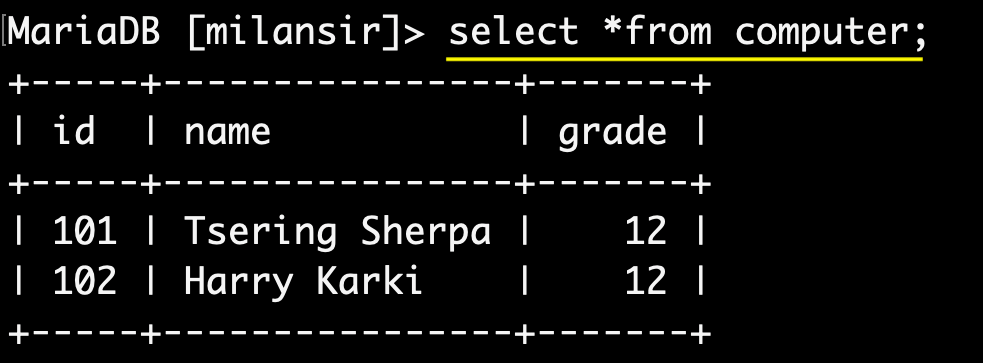 MariaDB [milansir]> select *from computer;
+-----+----------------+-------+
| id  | name           | grade |
+-----+----------------+-------+
| 101 | Tsering Sherpa |    12 |
| 102 | Harry Karki    |    12 |
+-----+----------------+-------+